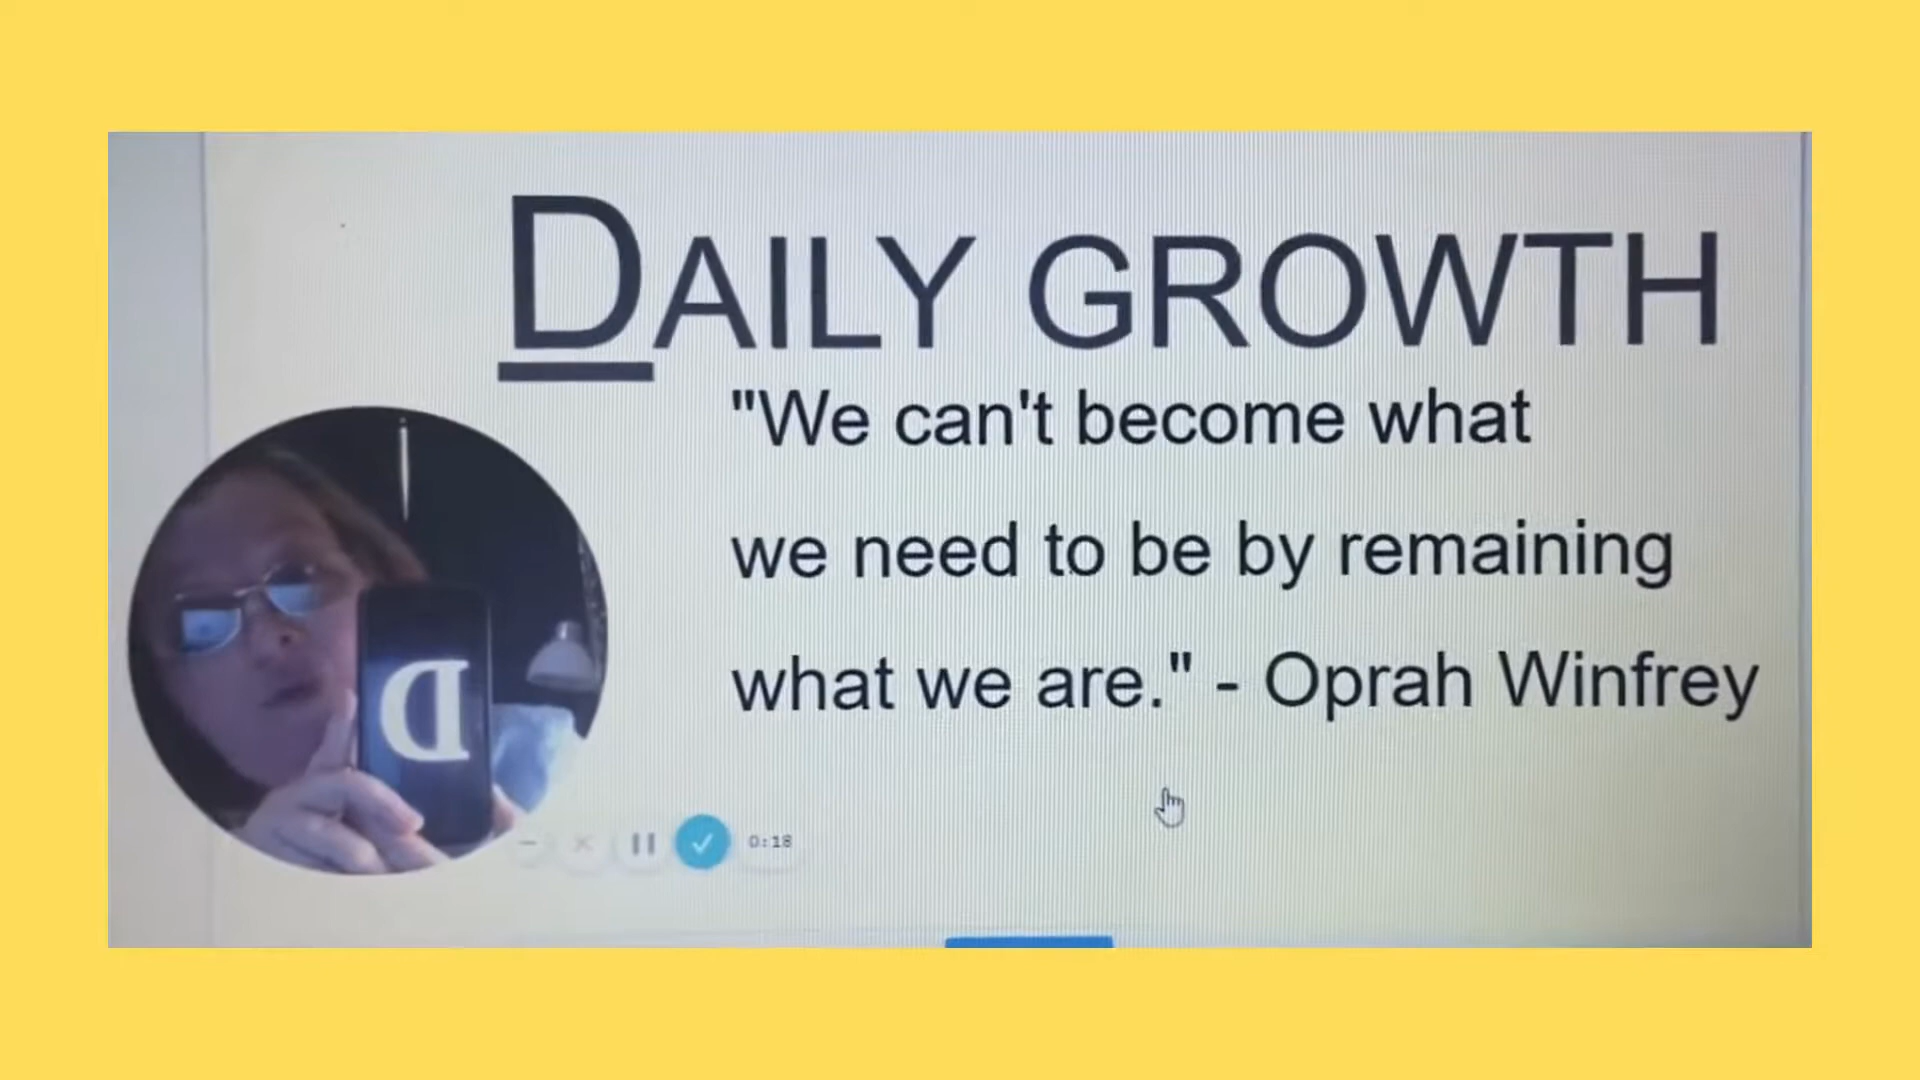 DAILY GROWTH
"We can't become what
we need to be by remaining
what we are." - Oprah Winfrey
D
0:18